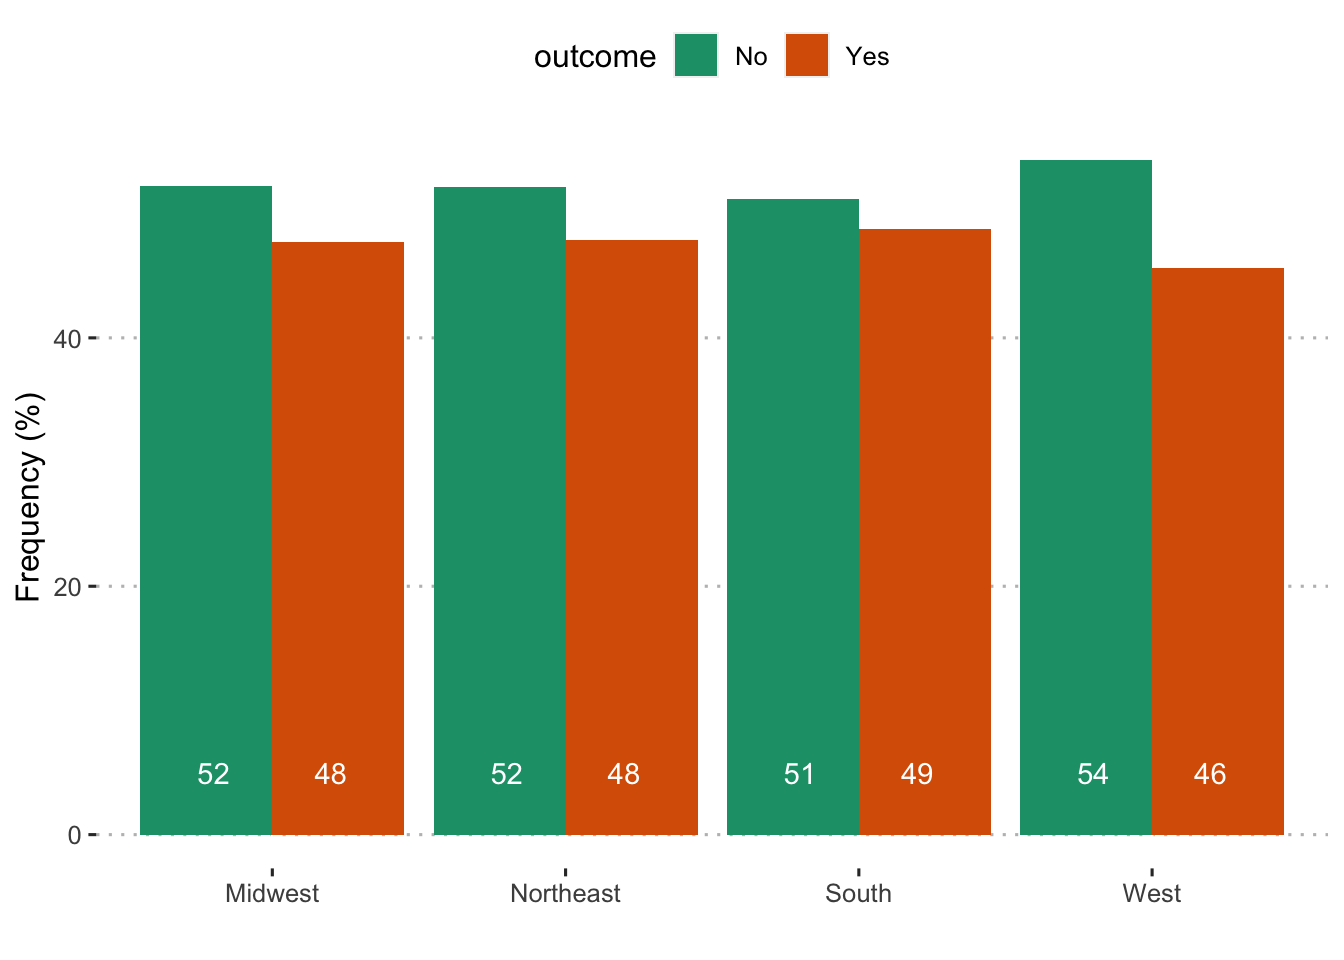 outcome No Yes
Frequency (%)
40
20
0
52 48 52 48 51 49 54 46
Midwest Northeast South West